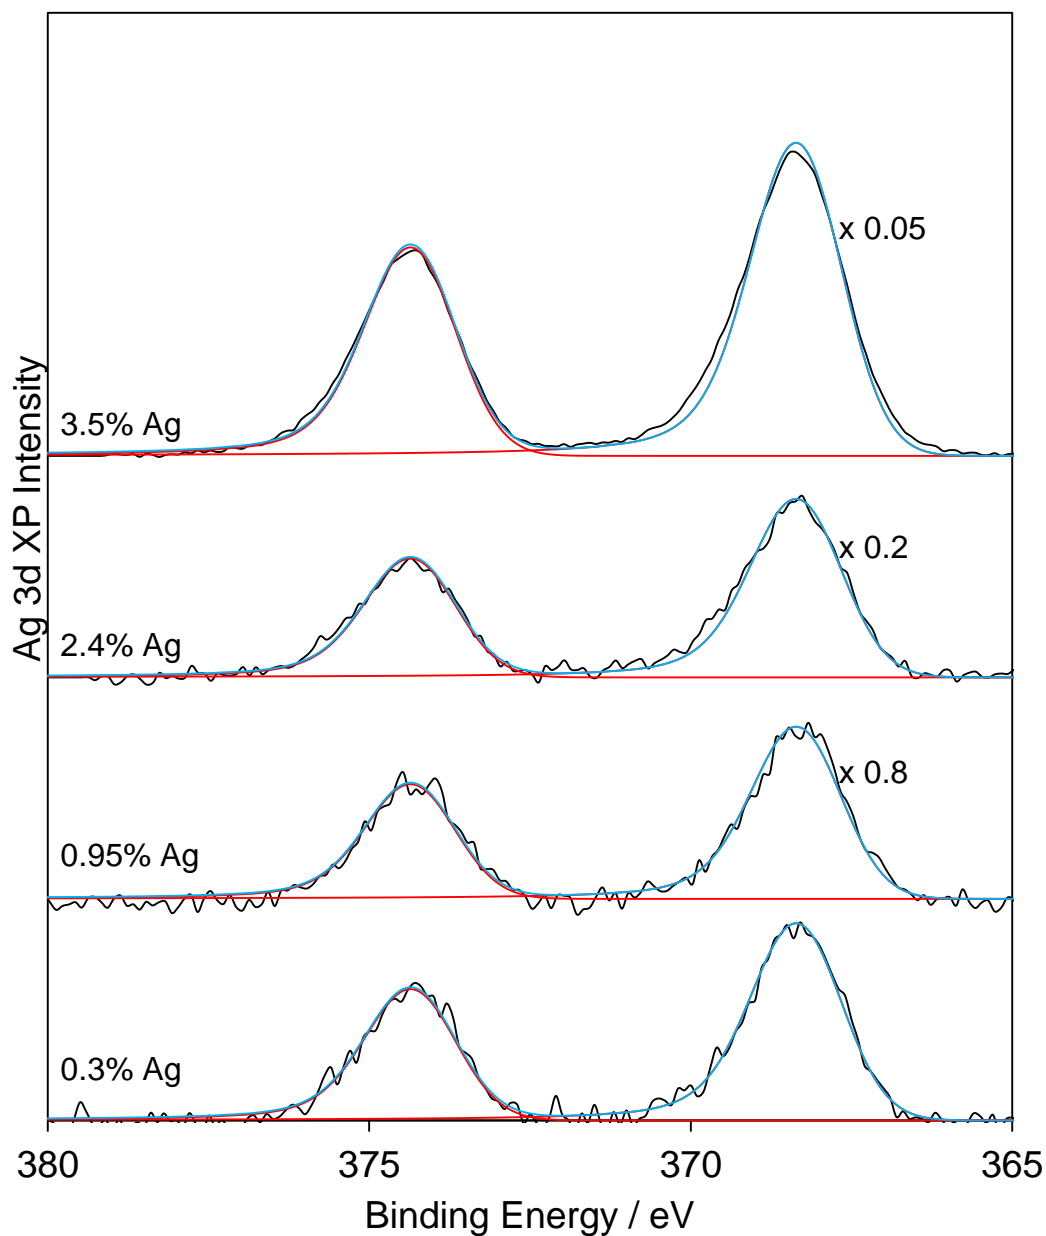 Ag 3d XP Intensity
x 0.05
3.5% Ag
x 0.2
2.4% Ag
x 0.8
0.95% Ag
0.3% Ag
380 375 370 365
Binding Energy / eV